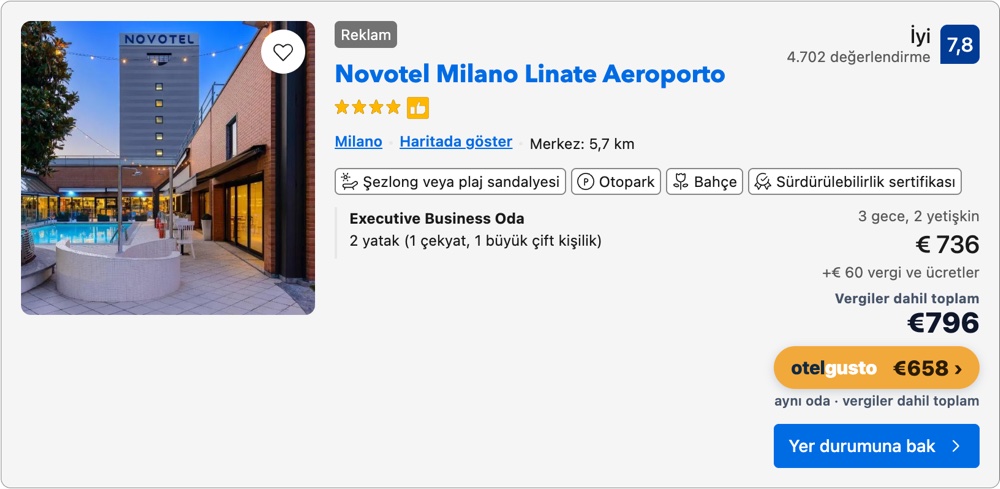 NOVOTEL
Reklam
Novotel Milano Linate Aeroporto
Milano Haritada göster Merkez: 5,7 km
Şezlong veya plaj sandalyesi Otopark Bahçe Sürdürülebilirlik sertifikası
Executive Business Oda
2 yatak (1 çekyat, 1 büyük çift kişilik)
İyi 7,8
4.702 değerlendirme
3 gece, 2 yetişkin
€ 736
+€ 60 vergi ve ücretler
Vergiler dahil toplam
€796
otelgusto €658 ›
aynı oda · vergiler dahil toplam
Yer durumuna bak